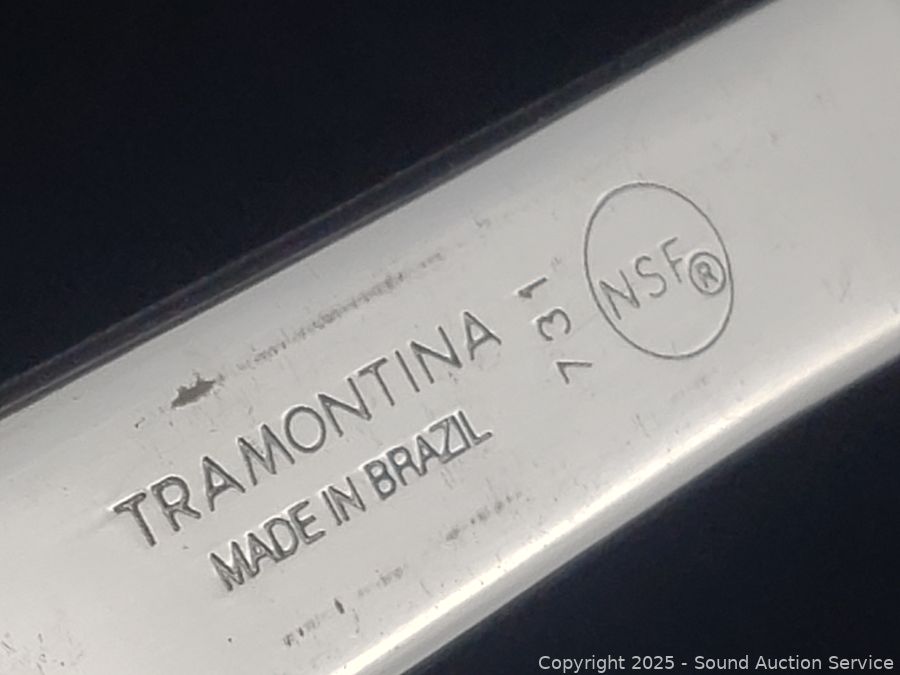 TRAMONTINA
MADE IN BRAZIL
731
NSF®
Copyright 2025 - Sound Auction Service